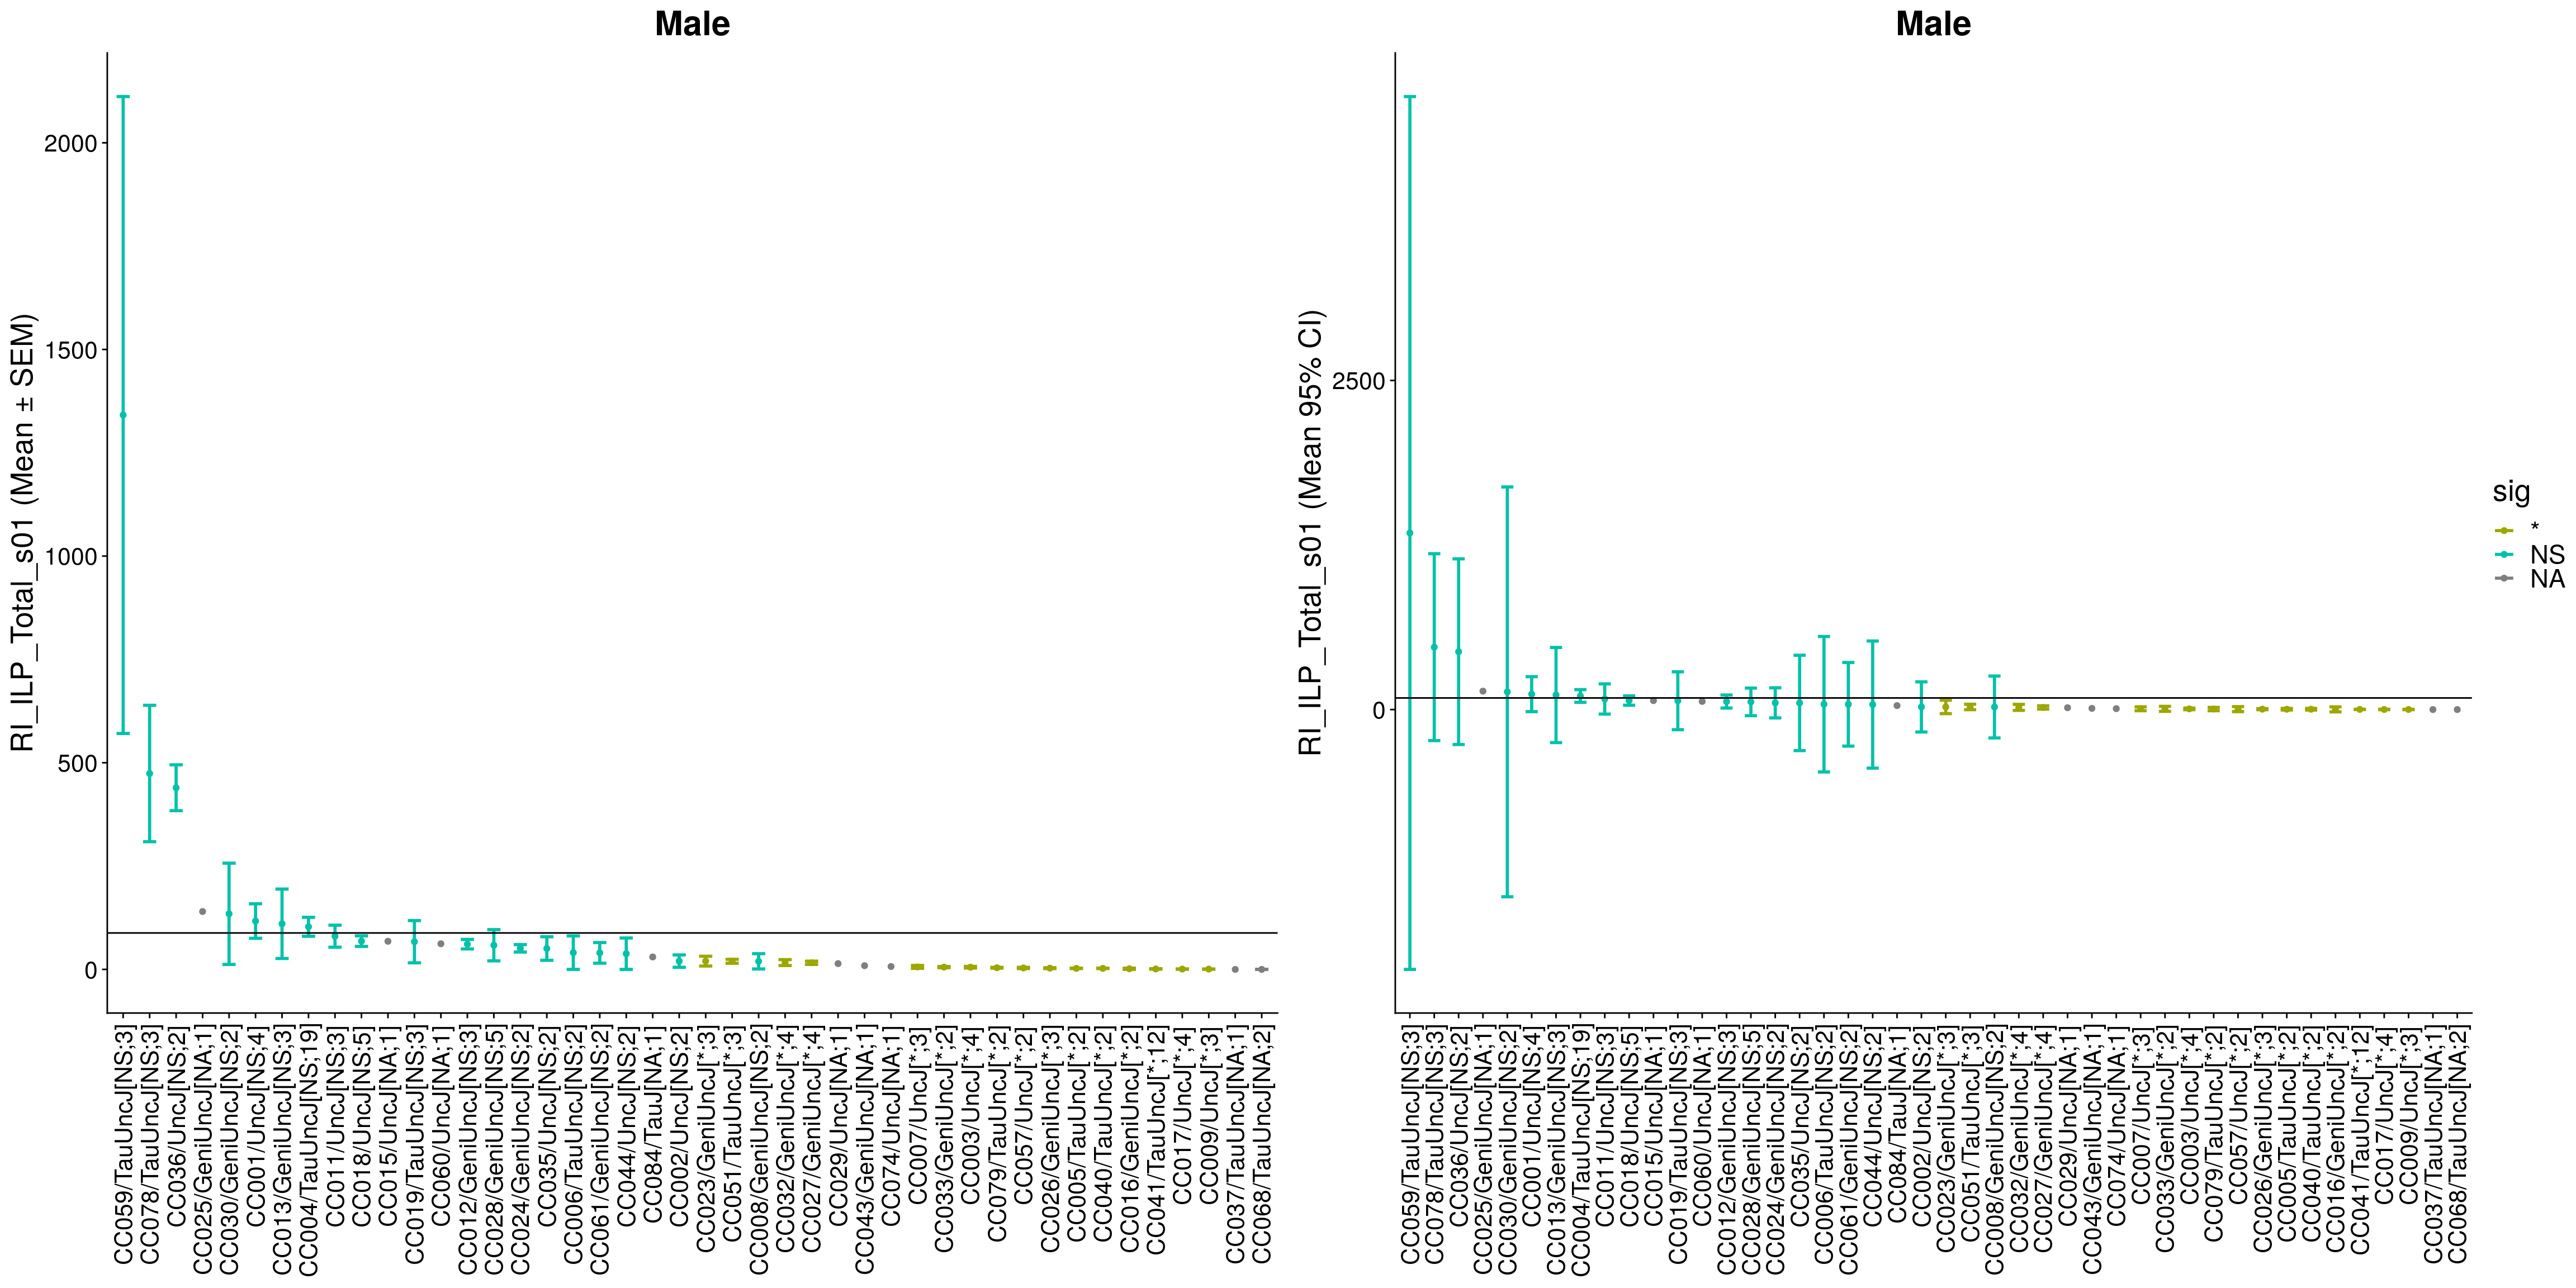 Male
RI_ILP_Total_s01 (Mean ± SEM)
2000
1500
1000
500
0
CC059/TauUncJ[NS;3]
CC078/TauUncJ[NS;3]
CC036/UncJ[NS;2]
CC025/GeniUncJ[NA;1]
CC030/GeniUncJ[NS;2]
CC001/UncJ[NS;4]
CC013/GeniUncJ[NS;3]
CC004/TauUncJ[NS;19]
CC011/UncJ[NS;3]
CC018/UncJ[NS;5]
CC015/UncJ[NA;1]
CC019/TauUncJ[NS;3]
CC060/UncJ[NA;1]
CC012/GeniUncJ[NS;3]
CC028/GeniUncJ[NS;5]
CC024/GeniUncJ[NS;2]
CC035/UncJ[NS;2]
CC006/TauUncJ[NS;2]
CC061/GeniUncJ[NS;2]
CC044/UncJ[NS;2]
CC084/TauJ[NA;1]
CC002/UncJ[NS;2]
CC023/GeniUncJ[*;3]
CC051/TauUncJ[*;3]
CC008/GeniUncJ[NS;2]
CC032/GeniUncJ[*;4]
CC027/GeniUncJ[*;4]
CC029/UncJ[NA;1]
CC043/GeniUncJ[NA;1]
CC074/UncJ[NA;1]
CC007/UncJ[*;3]
CC033/GeniUncJ[*;2]
CC003/UncJ[*;4]
CC079/TauUncJ[*;2]
CC057/UncJ[*;2]
CC026/GeniUncJ[*;3]
CC005/TauUncJ[*;2]
CC040/TauUncJ[*;2]
CC016/GeniUncJ[*;2]
CC041/TauUncJ[*;12]
CC017/UncJ[*;4]
CC009/UncJ[*;3]
CC037/TauUncJ[NA;1]
CC068/TauUncJ[NA;2]
Male
RI_ILP_Total_s01 (Mean 95% CI)
2500
0
CC059/TauUncJ[NS;3]
CC078/TauUncJ[NS;3]
CC036/UncJ[NS;2]
CC025/GeniUncJ[NA;1]
CC030/GeniUncJ[NS;2]
CC001/UncJ[NS;4]
CC013/GeniUncJ[NS;3]
CC004/TauUncJ[NS;19]
CC011/UncJ[NS;3]
CC018/UncJ[NS;5]
CC015/UncJ[NA;1]
CC019/TauUncJ[NS;3]
CC060/UncJ[NA;1]
CC012/GeniUncJ[NS;3]
CC028/GeniUncJ[NS;5]
CC024/GeniUncJ[NS;2]
CC035/UncJ[NS;2]
CC006/TauUncJ[NS;2]
CC061/GeniUncJ[NS;2]
CC044/UncJ[NS;2]
CC084/TauJ[NA;1]
CC002/UncJ[NS;2]
CC023/GeniUncJ[*;3]
CC051/TauUncJ[*;3]
CC008/GeniUncJ[NS;2]
CC032/GeniUncJ[*;4]
CC027/GeniUncJ[*;4]
CC029/UncJ[NA;1]
CC043/GeniUncJ[NA;1]
CC074/UncJ[NA;1]
CC007/UncJ[*;3]
CC033/GeniUncJ[*;2]
CC003/UncJ[*;4]
CC079/TauUncJ[*;2]
CC057/UncJ[*;2]
CC026/GeniUncJ[*;3]
CC005/TauUncJ[*;2]
CC040/TauUncJ[*;2]
CC016/GeniUncJ[*;2]
CC041/TauUncJ[*;12]
CC017/UncJ[*;4]
CC009/UncJ[*;3]
CC037/TauUncJ[NA;1]
CC068/TauUncJ[NA;2]
sig
*
NS
NA